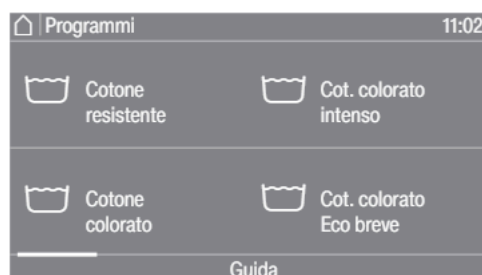 Programmi 11:02
Cotone
resistente
Cot. colorato
intenso
Cotone
colorato
Cot. colorato
Eco breve
Guida